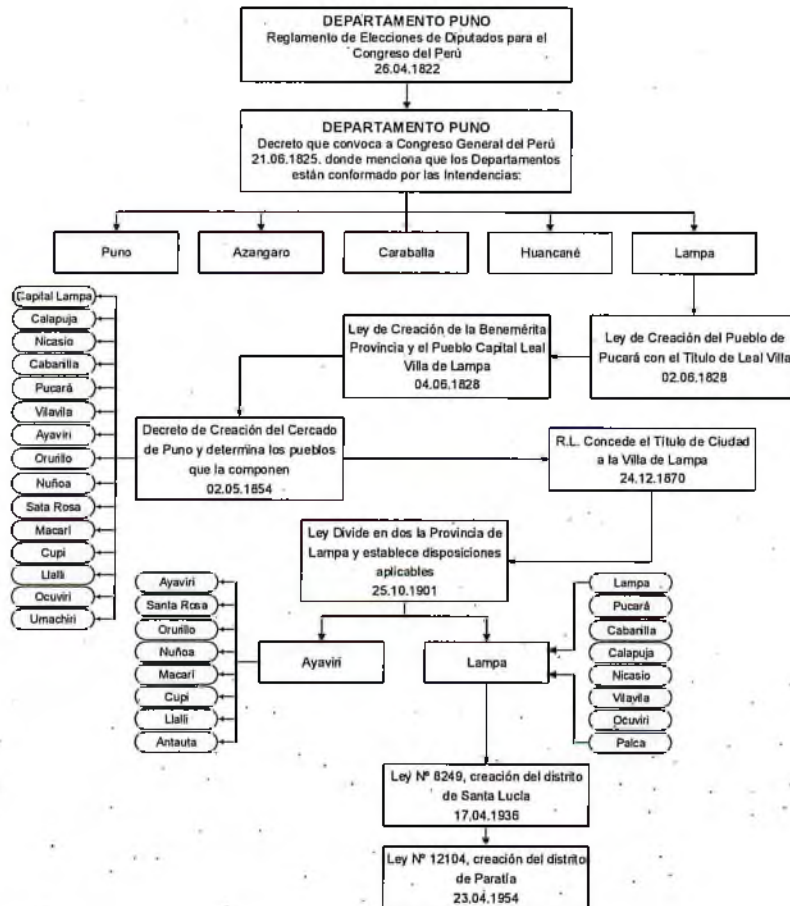 DEPARTAMENTO PUNO
Reglamento de Elecciones de Diputados para el
Congreso del Perú
26.04.1822
DEPARTAMENTO PUNO
Decreto que convoca a Congreso General del Perú
21.06.1825. donde menciona que los Departamentos
están conformado por las Intendencias:
Puno
Azangaro
Caraballa
Huancané
Lampa
Ley de Creación del Pueblo de
Pucará con el Título de Leal Villa
02.06.1828
Ley de Creación de la Benemérita
Provincia y el Pueblo Capital Leal
Villa de Lampa
04.06.1828
Decreto de Creación del Cercado
de Puno y determina los pueblos
que la componen
02.05.1854
Capital Lampa
Calapuja
Nicasio
Cabanilla
Pucará
Vilavila
Ayaviri
Orurillo
Nuñoa
Sata Rosa
Macarí
Cupi
Llalli
Ocuviri
Umachiri
R.L. Concede el Título de Ciudad
a la Villa de Lampa
24.12.1870
Ley Divide en dos la Provincia de
Lampa y establece disposiciones
aplicables
25.10.1901
Ayaviri
Lampa
Ayaviri
Santa Rosa
Orurillo
Nuñoa
Macarí
Cupi
Llalli
Antauta
Lampa
Pucará
Cabanilla
Calapuja
Nicasio
Vilavila
Ocuviri
Palca
Ley Nº 8249, creación del distrito
de Santa Lucía
17.04.1936
Ley Nº 12104, creación del distrito
de Paratía
23.04.1954